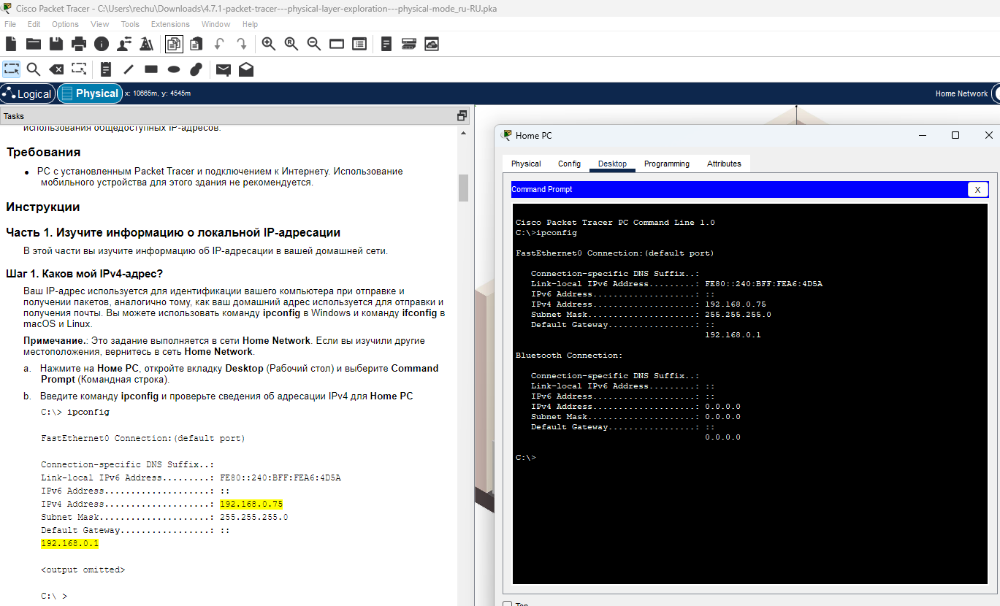 Cisco Packet Tracer - C:\Users\rechu\Downloads\4.7.1-packet-tracer---physical-layer-exploration---physical-mode_ru-RU.pka
File Edit Options View Tools Extensions Window Help
Logical Physical x: 10665m, y: 4545m Home Network
Tasks
использования общедоступных IP-адресов.
Требования
• PC с установленным Packet Tracer и подключением к Интернету. Использование
мобильного устройства для этого здания не рекомендуется.
Инструкции
Часть 1. Изучите информацию о локальной IP-адресации
В этой части вы изучите информацию об IP-адресации в вашей домашней сети.
Шаг 1. Каков мой IPv4-адрес?
Ваш IP-адрес используется для идентификации вашего компьютера при отправке и
получении пакетов, аналогично тому, как ваш домашний адрес используется для отправки и
получения почты. Вы можете использовать команду ipconfig в Windows и команду ifconfig в
macOS и Linux.
Примечание.: Это задание выполняется в сети Home Network. Если вы изучили другие
местоположения, вернитесь в сеть Home Network.
a. Нажмите на Home PC, откройте вкладку Desktop (Рабочий стол) и выберите Command
Prompt (Командная строка).
b. Введите команду ipconfig и проверьте сведения об адресации IPv4 для Home PC
C:\> ipconfig
FastEthernet0 Connection:(default port)
Connection-specific DNS Suffix..:
Link-local IPv6 Address.........: FE80::240:BFF:FEA6:4D5A
IPv6 Address....................: ::
IPv4 Address....................: 192.168.0.75
Subnet Mask.....................: 255.255.255.0
Default Gateway.................: ::
192.168.0.1
<output omitted>
C:\ >
Home PC
Physical Config Desktop Programming Attributes
Command Prompt X
Cisco Packet Tracer PC Command Line 1.0
C:\>ipconfig
FastEthernet0 Connection:(default port)
Connection-specific DNS Suffix..:
Link-local IPv6 Address.........: FE80::240:BFF:FEA6:4D5A
IPv6 Address....................: ::
IPv4 Address....................: 192.168.0.75
Subnet Mask.....................: 255.255.255.0
Default Gateway.................: ::
192.168.0.1
Bluetooth Connection:
Connection-specific DNS Suffix..:
Link-local IPv6 Address.........: ::
IPv6 Address....................: ::
IPv4 Address....................: 0.0.0.0
Subnet Mask.....................: 0.0.0.0
Default Gateway.................: ::
0.0.0.0
C:\>
Top